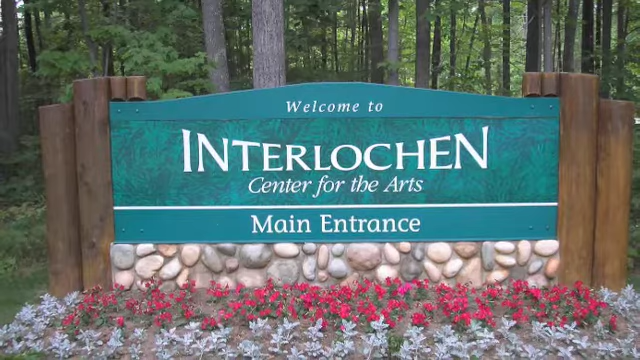 Welcome to
INTERLOCHEN
Center for the Arts
Main Entrance